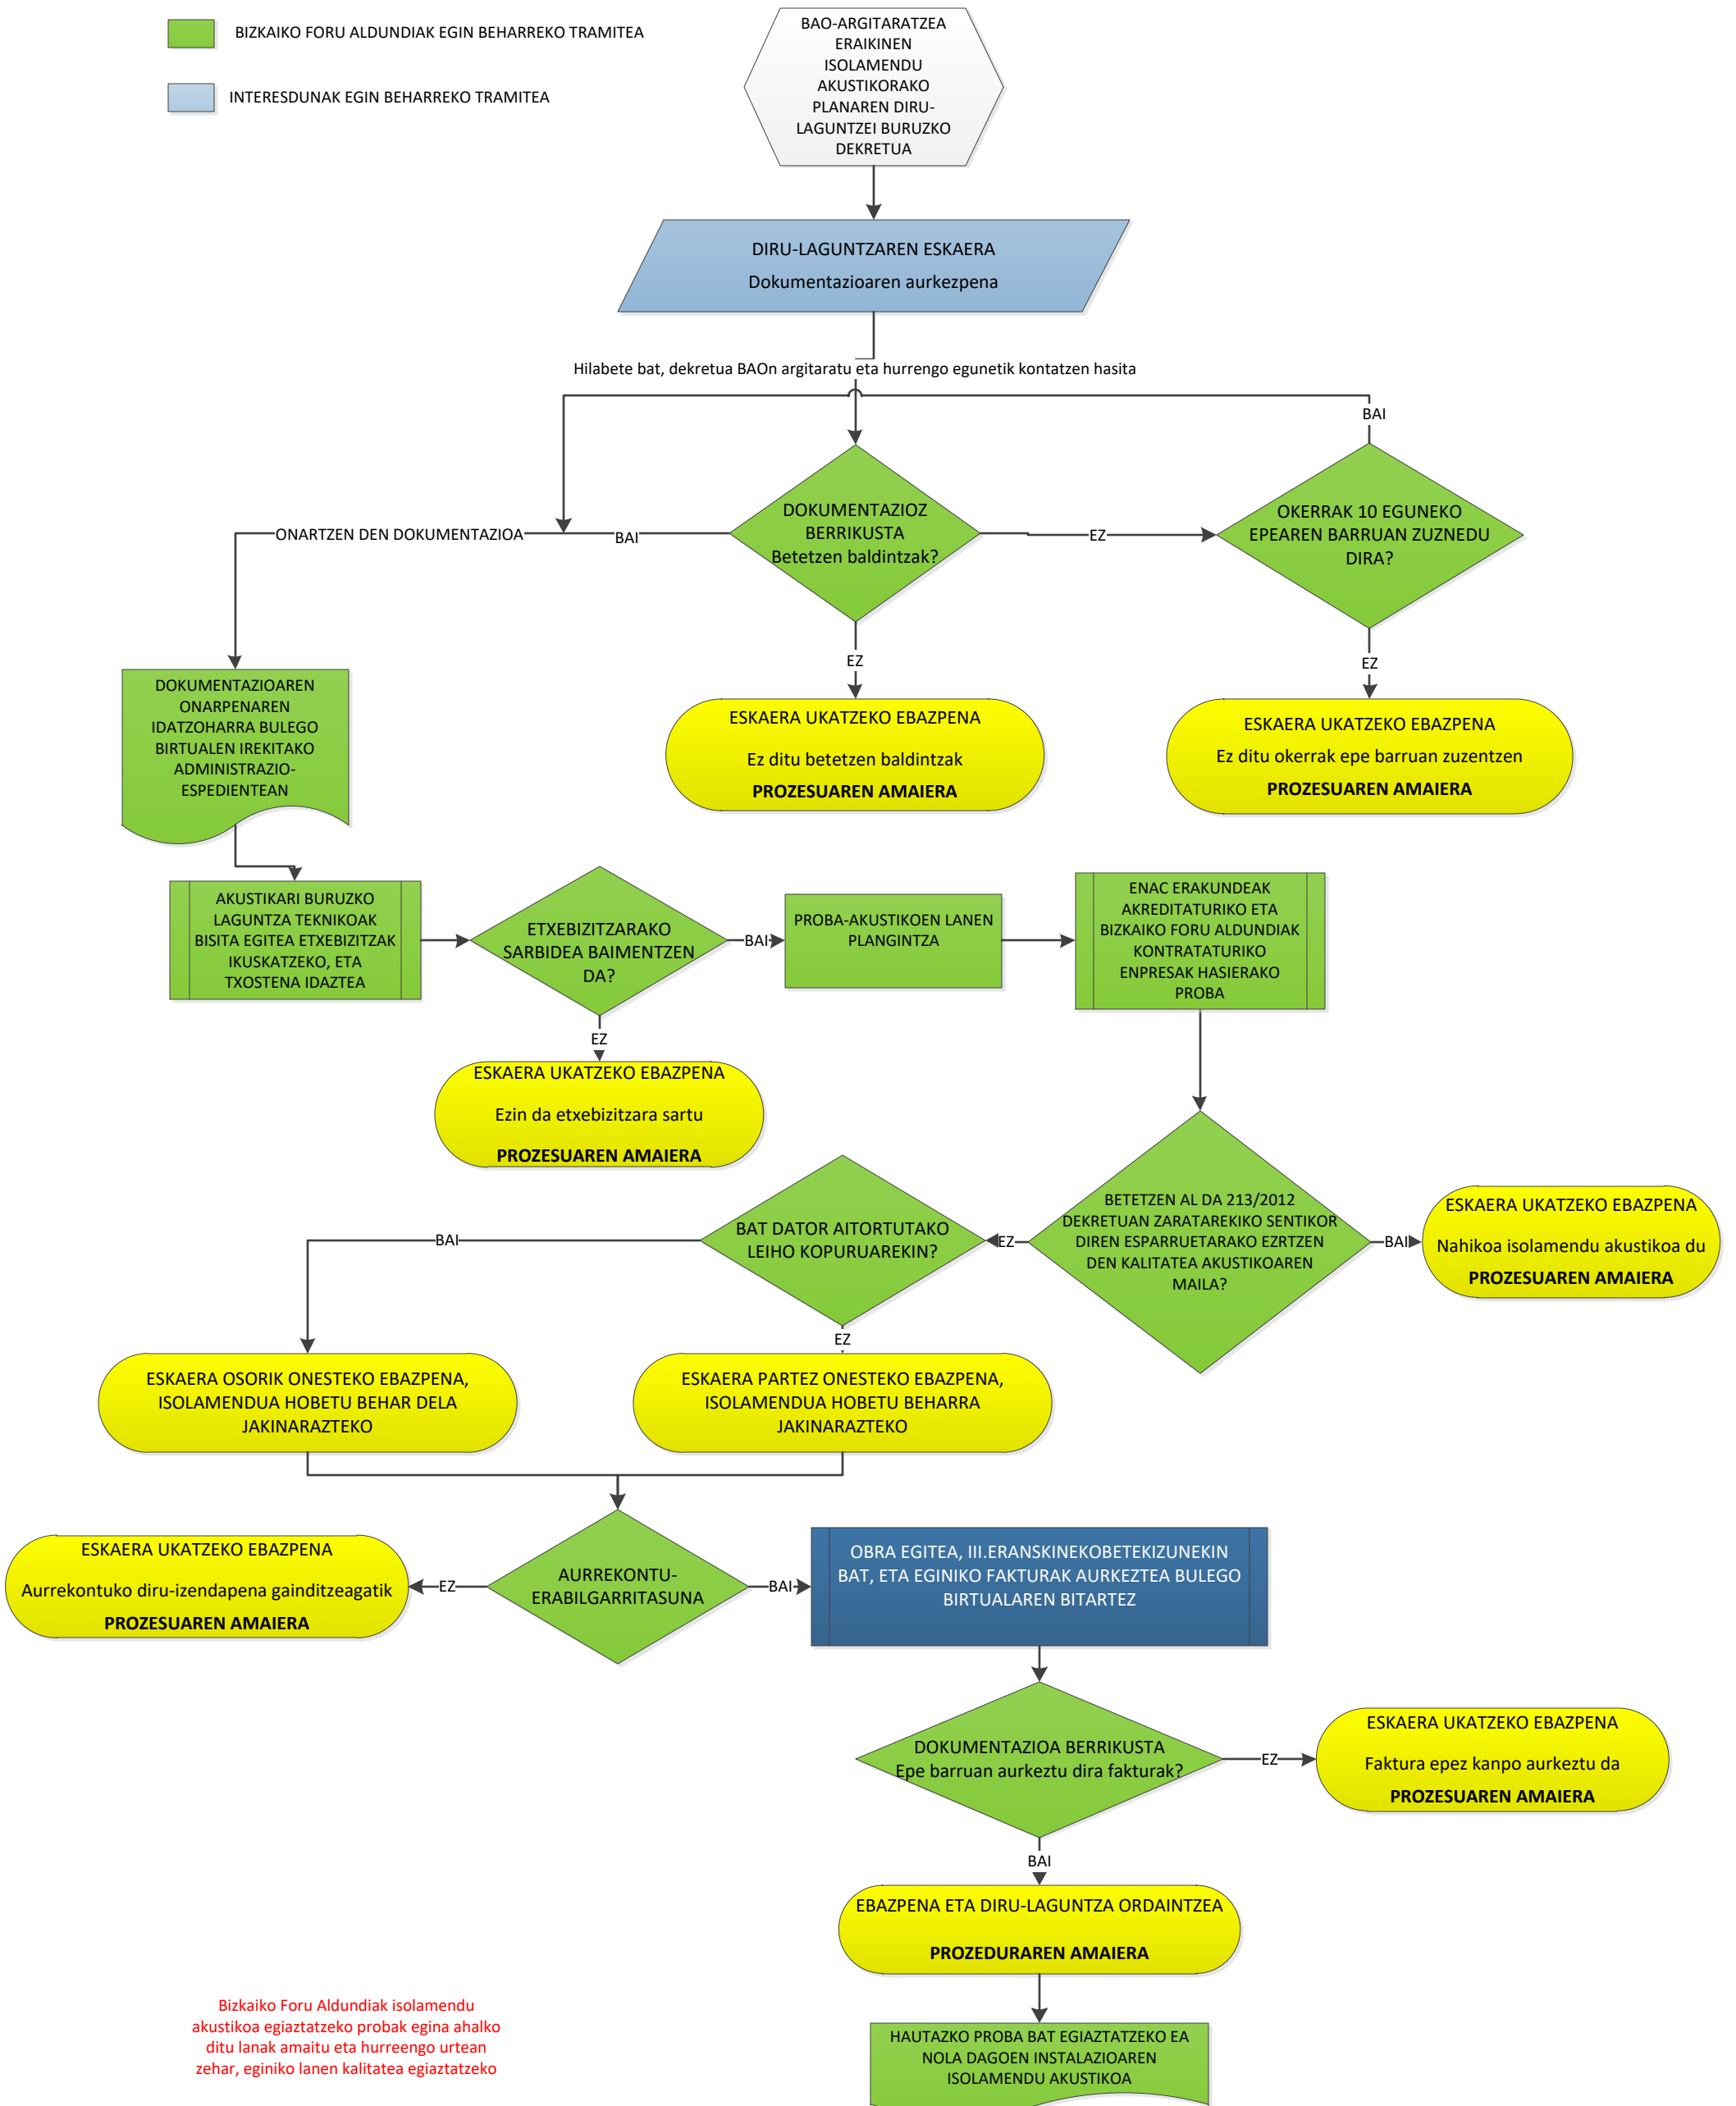 BIZKAIKO FORU ALDUNDIAK EGIN BEHARREKO TRAMITEA
INTERESDUNAK EGIN BEHARREKO TRAMITEA
BAO-ARGITARATZEA
ERAIKINEN
ISOLAMENDU
AKUSTIKORAKO
PLANAREN DIRU-
LAGUNTZEI BURUZKO
DEKRETUA
DIRU-LAGUNTZAREN ESKAERA
Dokumentazioaren aurkezpena
Hilabete bat, dekretua BAOn argitaratu eta hurrengo egunetik kontatzen hasita
BAI
DOKUMENTAZIOZ
BERRIKUSTA
Betetzen baldintzak?
OKERRAK 10 EGUNEKO
EPEAREN BARRUAN ZUZNEDU
DIRA?
ONARTZEN DEN DOKUMENTAZIOA
BAI
EZ
EZ
EZ
DOKUMENTAZIOAREN
ONARPENAREN
IDATZOHARRA BULEGO
BIRTUALEN IREKITAKO
ADMINISTRAZIO-
ESPEDIENTEAN
ESKAERA UKATZEKO EBAZPENA
Ez ditu betetzen baldintzak
PROZESUAREN AMAIERA
ESKAERA UKATZEKO EBAZPENA
Ez ditu okerrak epe barruan zuzentzen
PROZESUAREN AMAIERA
AKUSTIKARI BURUZKO
LAGUNTZA TEKNIKOAK
BISITA EGITEA ETXEBIZITZAK
IKUSKATZEKO, ETA
TXOSTENA IDAZTEA
ETXEBIZITZARAKO
SARBIDEA BAIMENTZEN
DA?
BAI
PROBA-AKUSTIKOEN LANEN
PLANGINTZA
ENAC ERAKUNDEAK
AKREDITATURIKO ETA
BIZKAIKO FORU ALDUNDIAK
KONTRATATURIKO
ENPRESAK HASIERAKO
PROBA
EZ
ESKAERA UKATZEKO EBAZPENA
Ezin da etxebizitzara sartu
PROZESUAREN AMAIERA
BAT DATOR AITORTUTAKO
LEIHO KOPURUAREKIN?
BAI
EZ
BETETZEN AL DA 213/2012
DEKRETUAN ZARATAREKIKO SENTIKOR
DIREN ESPARRUETARAKO EZRTZEN
DEN KALITATEA AKUSTIKOAREN
MAILA?
BAI
ESKAERA UKATZEKO EBAZPENA
Nahikoa isolamendu akustikoa du
PROZESUAREN AMAIERA
EZ
ESKAERA OSORIK ONESTEKO EBAZPENA,
ISOLAMENDUA HOBETU BEHAR DELA
JAKINARAZTEKO
ESKAERA PARTEZ ONESTEKO EBAZPENA,
ISOLAMENDUA HOBETU BEHARRA
JAKINARAZTEKO
ESKAERA UKATZEKO EBAZPENA
Aurrekontuko diru-izendapena gainditzeagatik
PROZESUAREN AMAIERA
EZ
AURREKONTU-
ERABILGARRITASUNA
BAI
OBRA EGITEA, III.ERANSKINEKOBETEKIZUNEKIN
BAT, ETA EGINIKO FAKTURAK AURKEZTEA BULEGO
BIRTUALAREN BITARTEZ
DOKUMENTAZIOA BERRIKUSTA
Epe barruan aurkeztu dira fakturak?
EZ
ESKAERA UKATZEKO EBAZPENA
Faktura epez kanpo aurkeztu da
PROZESUAREN AMAIERA
BAI
EBAZPENA ETA DIRU-LAGUNTZA ORDAINTZEA
PROZEDURAREN AMAIERA
Bizkaiko Foru Aldundiak isolamendu
akustikoa egiaztatzeko probak egina ahalko
ditu lanak amaitu eta hurreengo urtean
zehar, eginiko lanen kalitatea egiaztatzeko
HAUTAZKO PROBA BAT EGIAZTATZEKO EA
NOLA DAGOEN INSTALAZIOAREN
ISOLAMENDU AKUSTIKOA